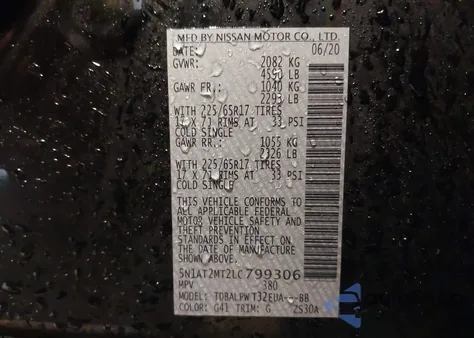 MFD BY NISSAN MOTOR CO., LTD.
DATE: 06/20
GVWR: 2082 KG
4590 LB
GAWR FR.: 1040 KG
2293 LB
WITH 225/65R17 TIRES
17 X 7J RIMS AT 33 PSI
COLD SINGLE
GAWR RR.: 1055 KG
2326 LB
WITH 225/65R17 TIRES
17 X 7J RIMS AT 33 PSI
COLD SINGLE
THIS VEHICLE CONFORMS TO
ALL APPLICABLE FEDERAL
MOTOR VEHICLE SAFETY AND
THEFT PREVENTION
STANDARDS IN EFFECT ON
THE DATE OF MANUFACTURE
SHOWN ABOVE.
5N1AT2MT2LC799306
MPV 380
MODEL: TDBALPW T32EUA---BB
COLOR: G41 TRIM: G 2S30A